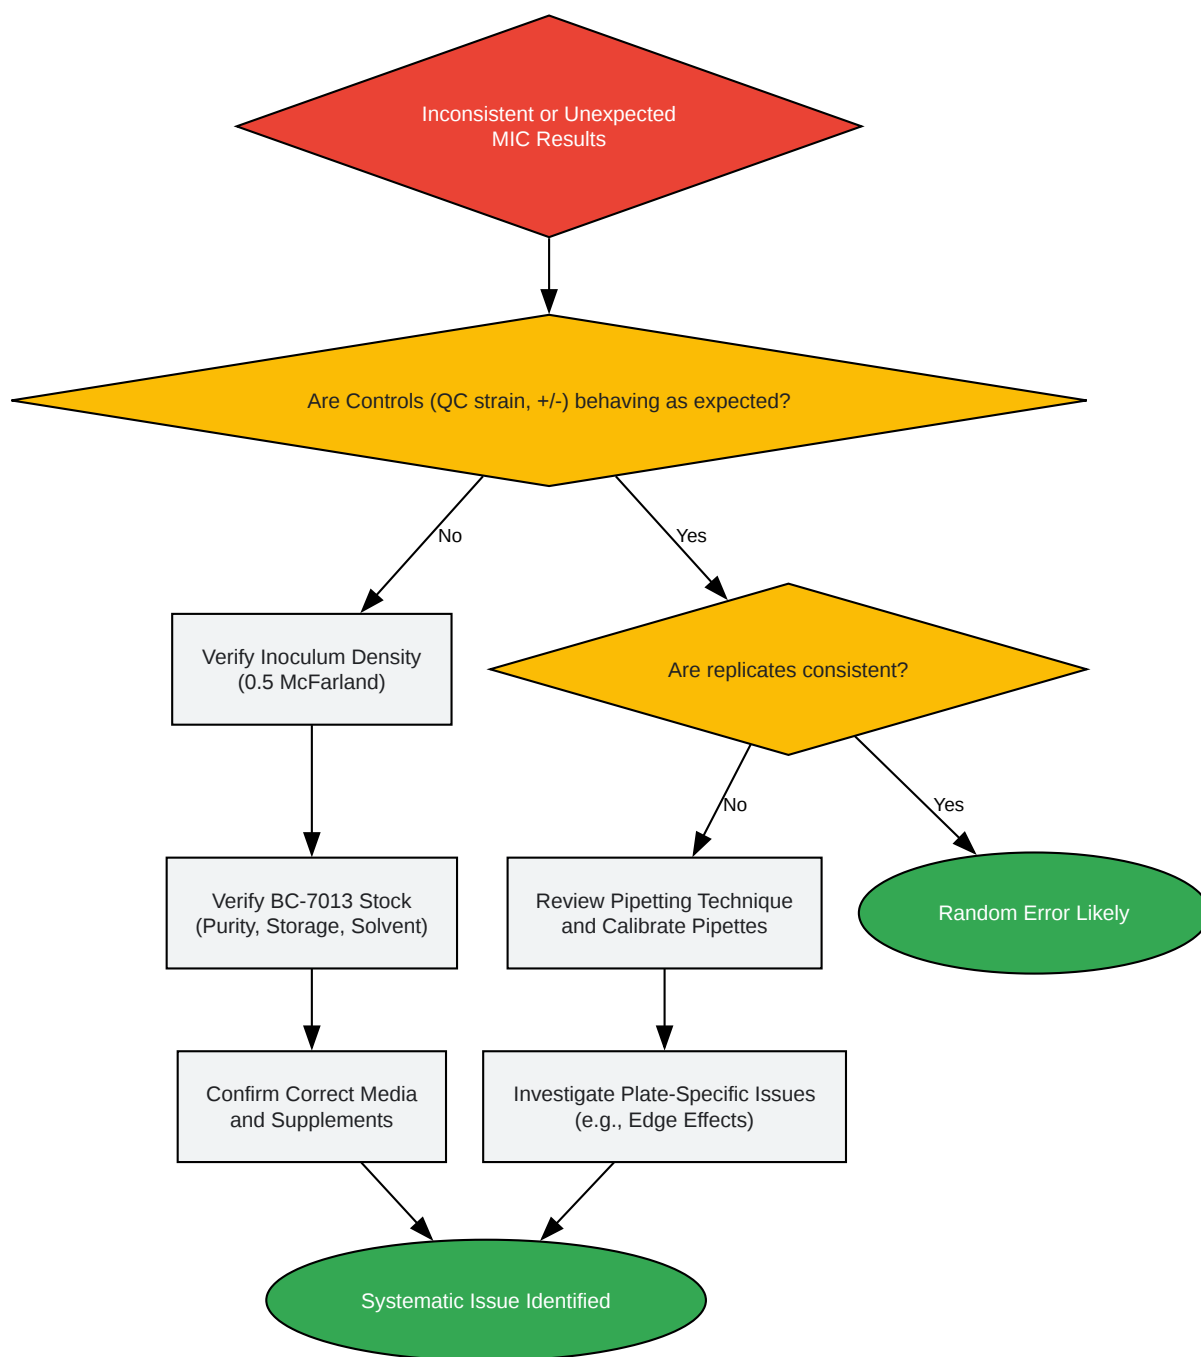 Inconsistent or Unexpected
MIC Results
Are Controls (QC strain, +/-) behaving as expected?
No
Yes
Verify Inoculum Density
(0.5 McFarland)
Are replicates consistent?
No
Yes
Verify BC-7013 Stock
(Purity, Storage, Solvent)
Review Pipetting Technique
and Calibrate Pipettes
Random Error Likely
Confirm Correct Media
and Supplements
Investigate Plate-Specific Issues
(e.g., Edge Effects)
Systematic Issue Identified